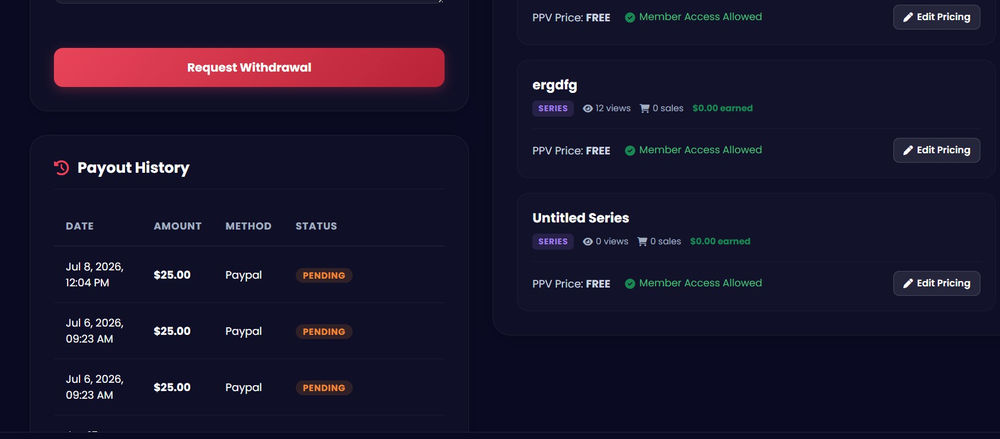 Request Withdrawal
Payout History
DATE AMOUNT METHOD STATUS
Jul 8, 2026,
12:04 PM
$25.00 Paypal PENDING
Jul 6, 2026,
09:23 AM
$25.00 Paypal PENDING
Jul 6, 2026,
09:23 AM
$25.00 Paypal PENDING
PPV Price: FREE Member Access Allowed Edit Pricing
ergdfg
SERIES 12 views 0 sales $0.00 earned
PPV Price: FREE Member Access Allowed Edit Pricing
Untitled Series
SERIES 0 views 0 sales $0.00 earned
PPV Price: FREE Member Access Allowed Edit Pricing